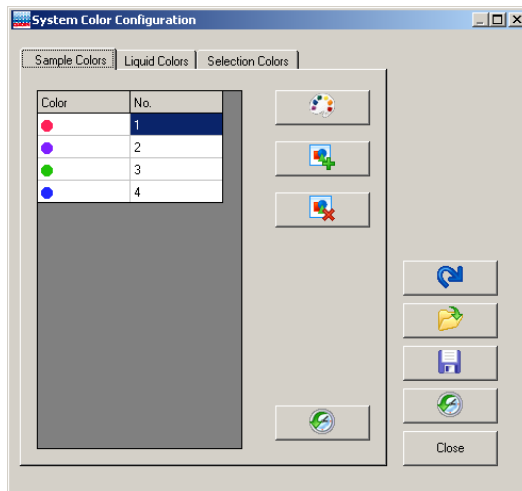 System Color Configuration
Sample Colors Liquid Colors Selection Colors
Color No.
1
2
3
4
Close